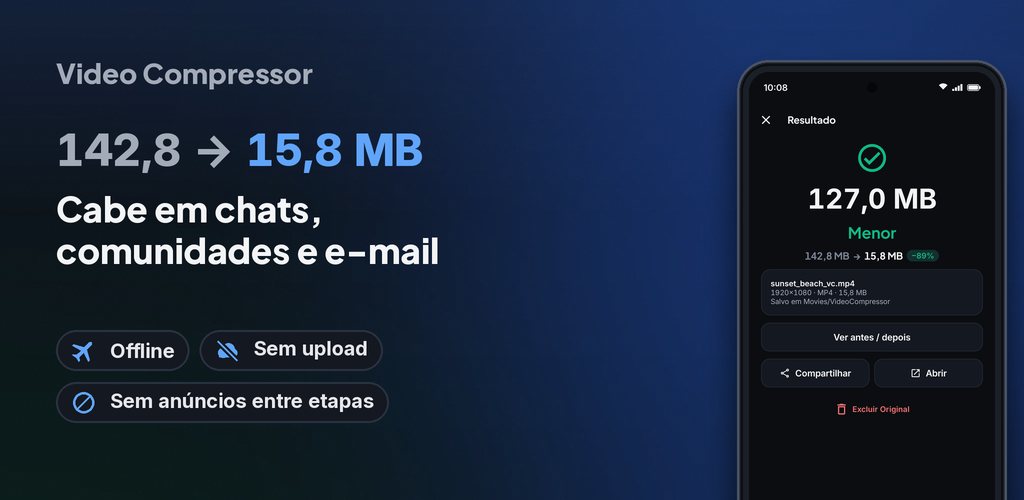 Video Compressor
142,8 → 15,8 MB
Cabe em chats,
comunidades e e-mail
Offline
Sem upload
Sem anúncios entre etapas
10:08
Resultado
127,0 MB
Menor
142,8 MB → 15,8 MB −89%
sunset_beach_vc.mp4
1920×1080 · MP4 · 15,8 MB
Salvo em Movies/VideoCompressor
Ver antes / depois
Compartilhar
Abrir
Excluir Original